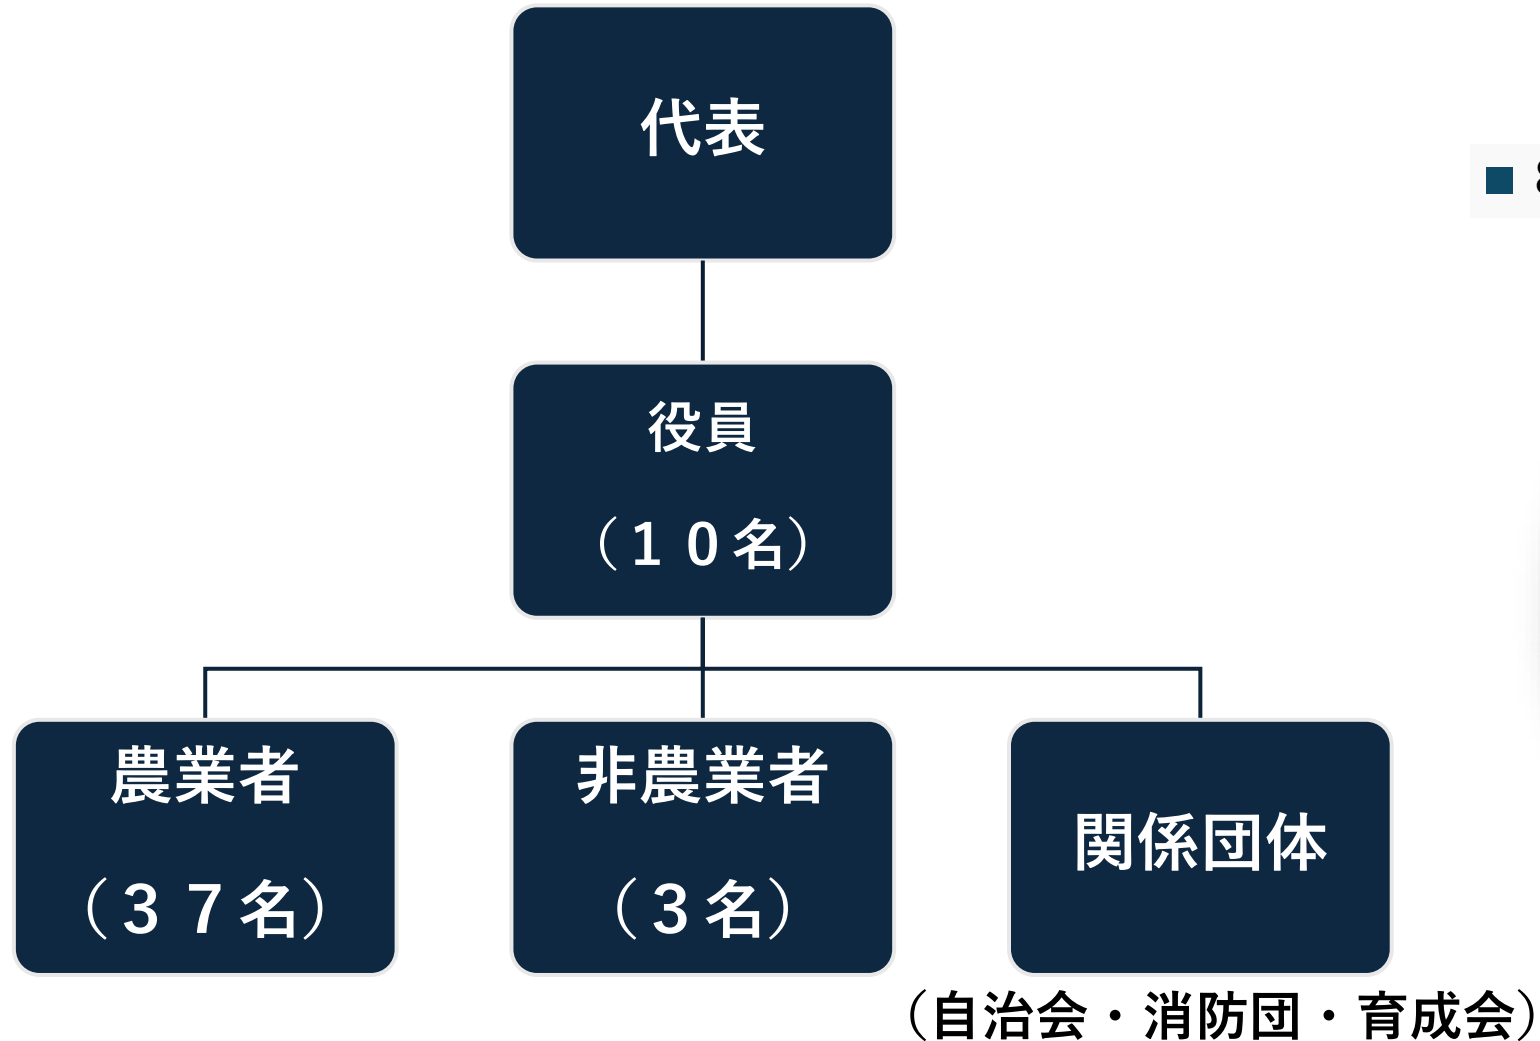 代表
役員
（１０名）
農業者
（３７名）
非農業者
（３名）
関係団体
（自治会・消防団・育成会）